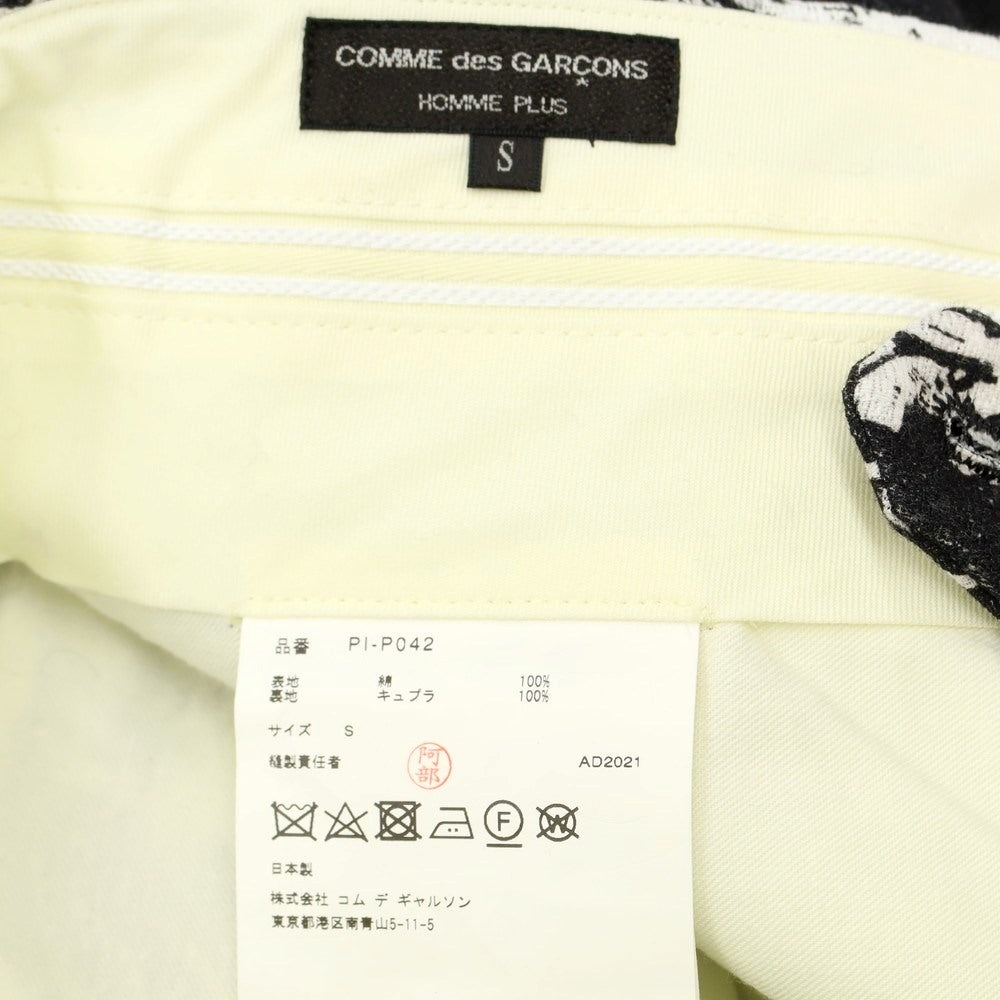 COMME des GARÇONS
HOMME PLUS
S
品番 PI-P042
表地 綿 100%
裏地 キュプラ 100%
サイズ S
縫製責任者 阿部 AD2021
F W
日本製
株式会社 コム デ ギャルソン
東京都港区南青山5-11-5